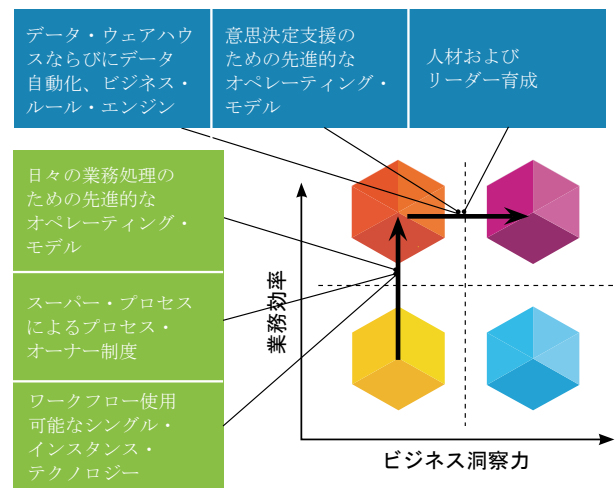 データ・ウェアハウ
スならびにデータ
自動化、ビジネス・
ルール・エンジン
意思決定支援の
ための先進的な
オペレーティング・
モデル
人材および
リーダー育成
日々の業務処理の
ための先進的な
オペレーティング・
モデル
スーパー・プロセス
によるプロセス・
オーナー制度
ワークフロー使用
可能なシングル・
インスタンス・
テクノロジー
業務効率
ビジネス洞察力